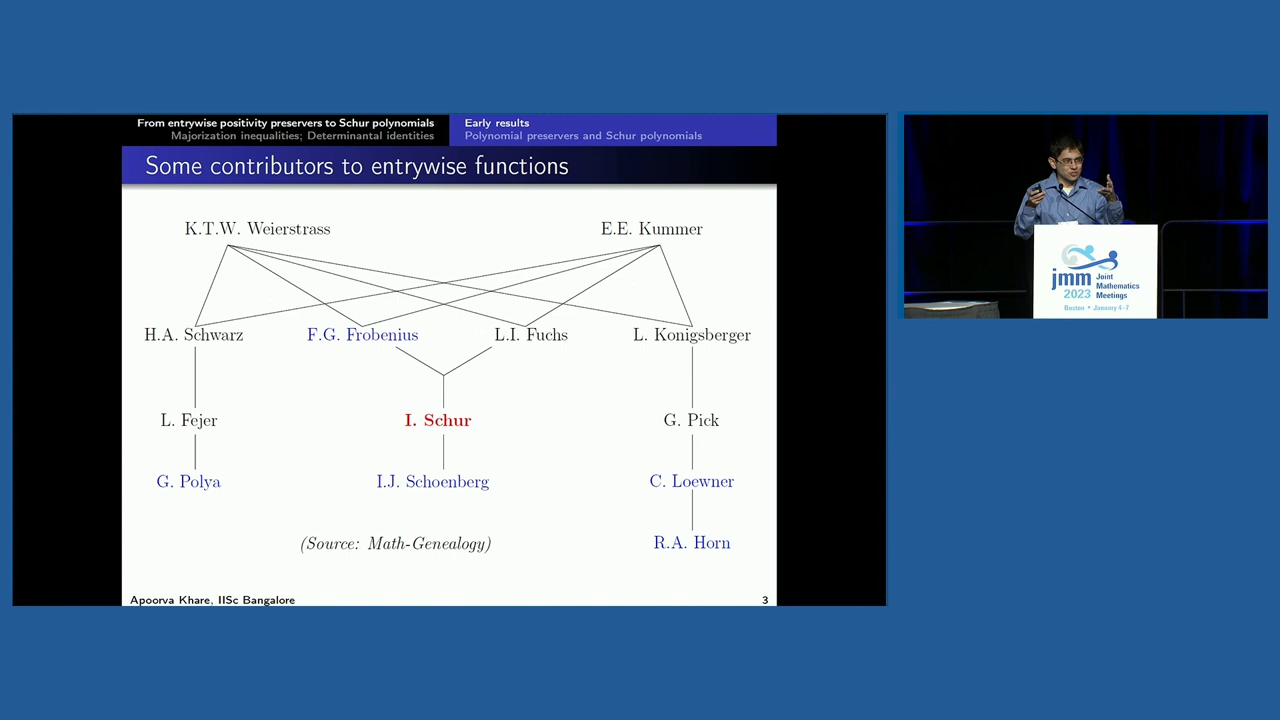 From entrywise positivity preservers to Schur polynomials
Majorization inequalities; Determinantal identities
Early results
Polynomial preservers and Schur polynomials
Some contributors to entrywise functions
K.T.W. Weierstrass
E.E. Kummer
H.A. Schwarz
F.G. Frobenius
L.I. Fuchs
L. Konigsberger
L. Fejer
I. Schur
G. Pick
G. Polya
I.J. Schoenberg
C. Loewner
(Source: Math-Genealogy)
R.A. Horn
Apoorva Khare, IISc Bangalore
3
jmm
2023
Joint
Mathematics
Meetings
Boston • January 4-7